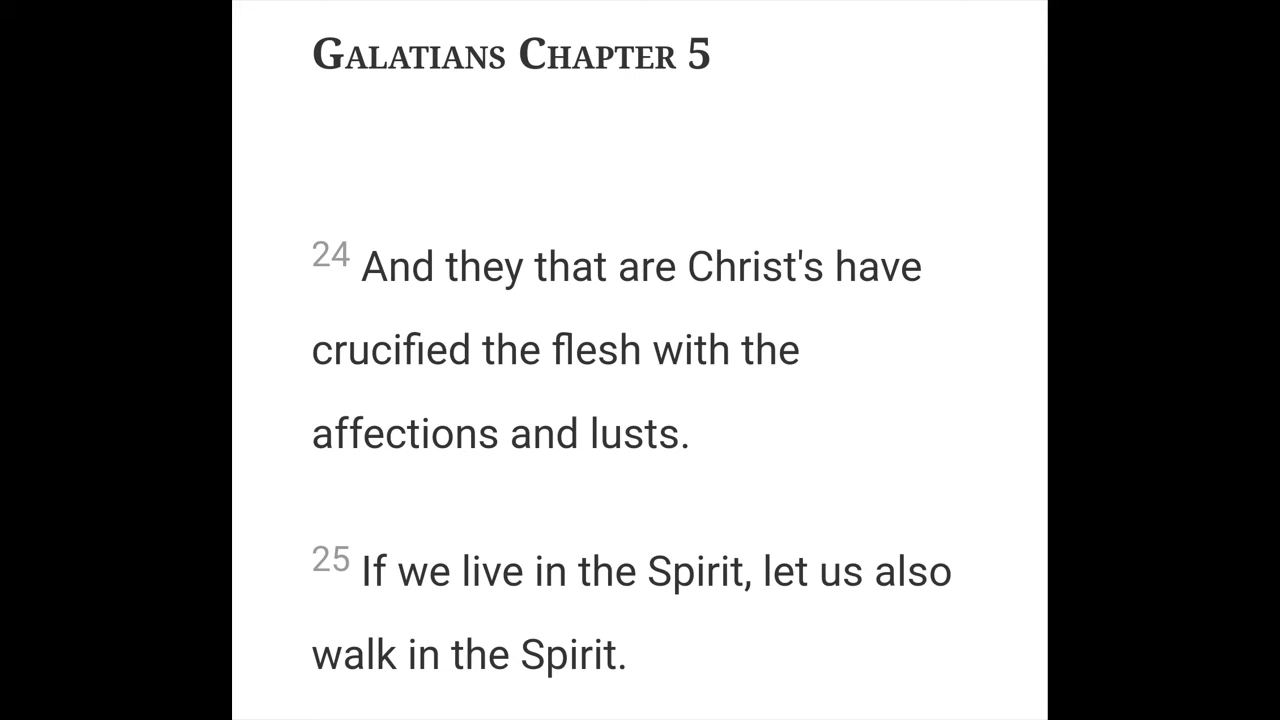 Galatians Chapter 5
24 And they that are Christ's have
crucified the flesh with the
affections and lusts.
25 If we live in the Spirit, let us also
walk in the Spirit.